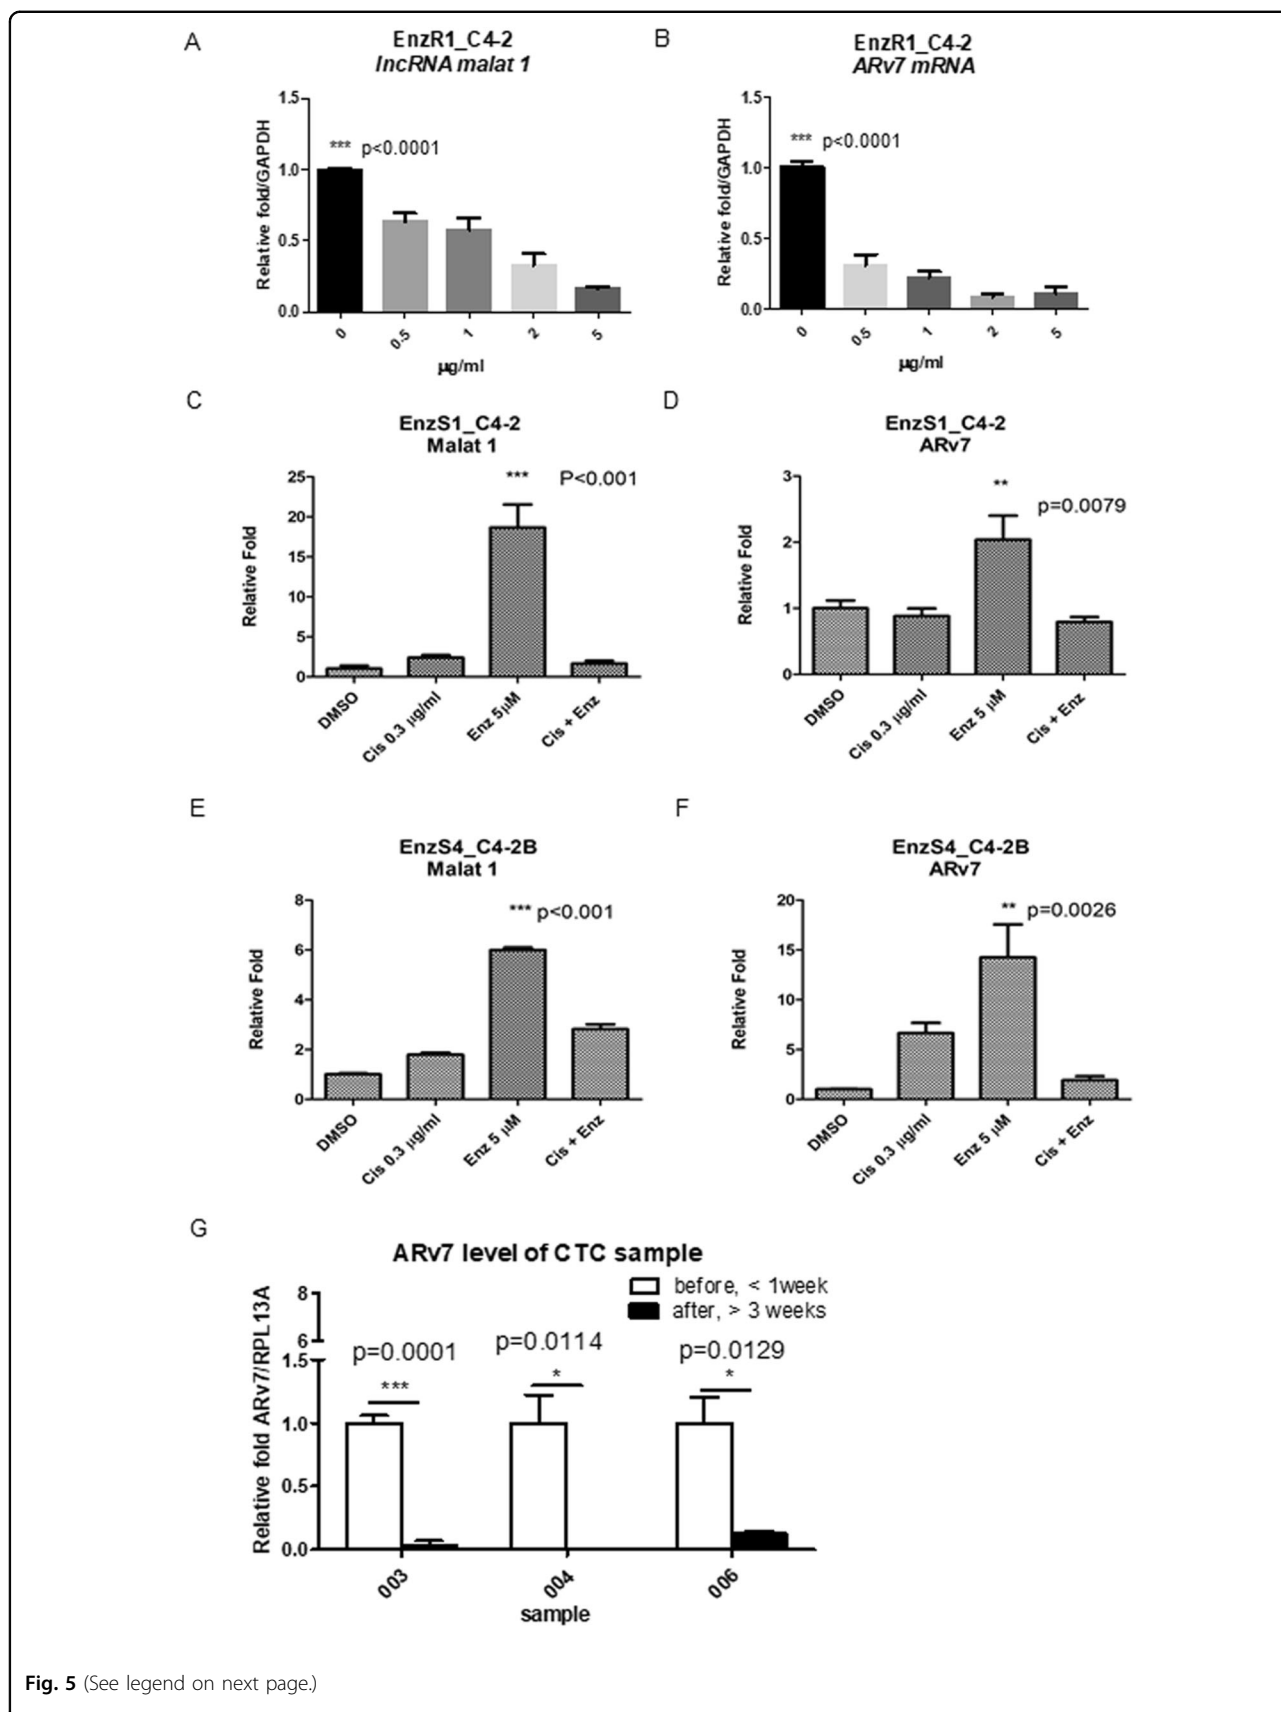 A
EnzR1_C4-2
lncRNA malat 1
Relative fold/GAPDH
1.5
1.0
0.5
0.0
*** p<0.0001
0
0.5
1
2
5
μg/ml
B
EnzR1_C4-2
ARv7 mRNA
Relative fold/GAPDH
1.5
1.0
0.5
0.0
*** p<0.0001
0
0.5
1
2
5
μg/ml
C
EnzS1_C4-2
Malat 1
Relative Fold
25
20
15
10
5
0
*** P<0.001
DMSO
Cis 0.3 μg/ml
Enz 5μM
Cis + Enz
D
EnzS1_C4-2
ARv7
Relative Fold
3
2
1
0
**
p=0.0079
DMSO
Cis 0.3 μg/ml
Enz 5 μM
Cis + Enz
E
EnzS4_C4-2B
Malat 1
Relative Fold
8
6
4
2
0
*** p<0.001
DMSO
Cis 0.3 μg/ml
Enz 5 μM
Cis + Enz
F
EnzS4_C4-2B
ARv7
Relative Fold
20
15
10
5
0
** p=0.0026
DMSO
Cis 0.3 μg/ml
Enz 5 μM
Cis + Enz
G
ARv7 level of CTC sample
before, < 1week
after, > 3 weeks
Relative fold ARv7/RPL13A
8
6
1.5
1.0
0.5
0.0
p=0.0001
***
p=0.0114
*
p=0.0129
*
003
004
006
sample
Fig. 5 (See legend on next page.)